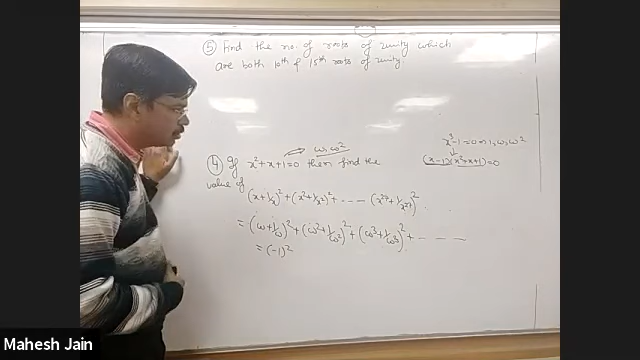 ⑤ Find the no. of roots of unity which
are both 10th & 15th roots of unity
④ If x²+x+1=0 → ω, ω² then find the
value of
x³-1=0 → 1, ω, ω²
(x-1)(x²+x+1)=0
(x+1/x)²+(x²+1/x²)²+ ----- (x²⁷+1/x²⁷)²
=(ω+1/ω)²+(ω²+1/ω²)²+(ω³+1/ω³)²+ - - - -
=(-1)²
Mahesh Jain